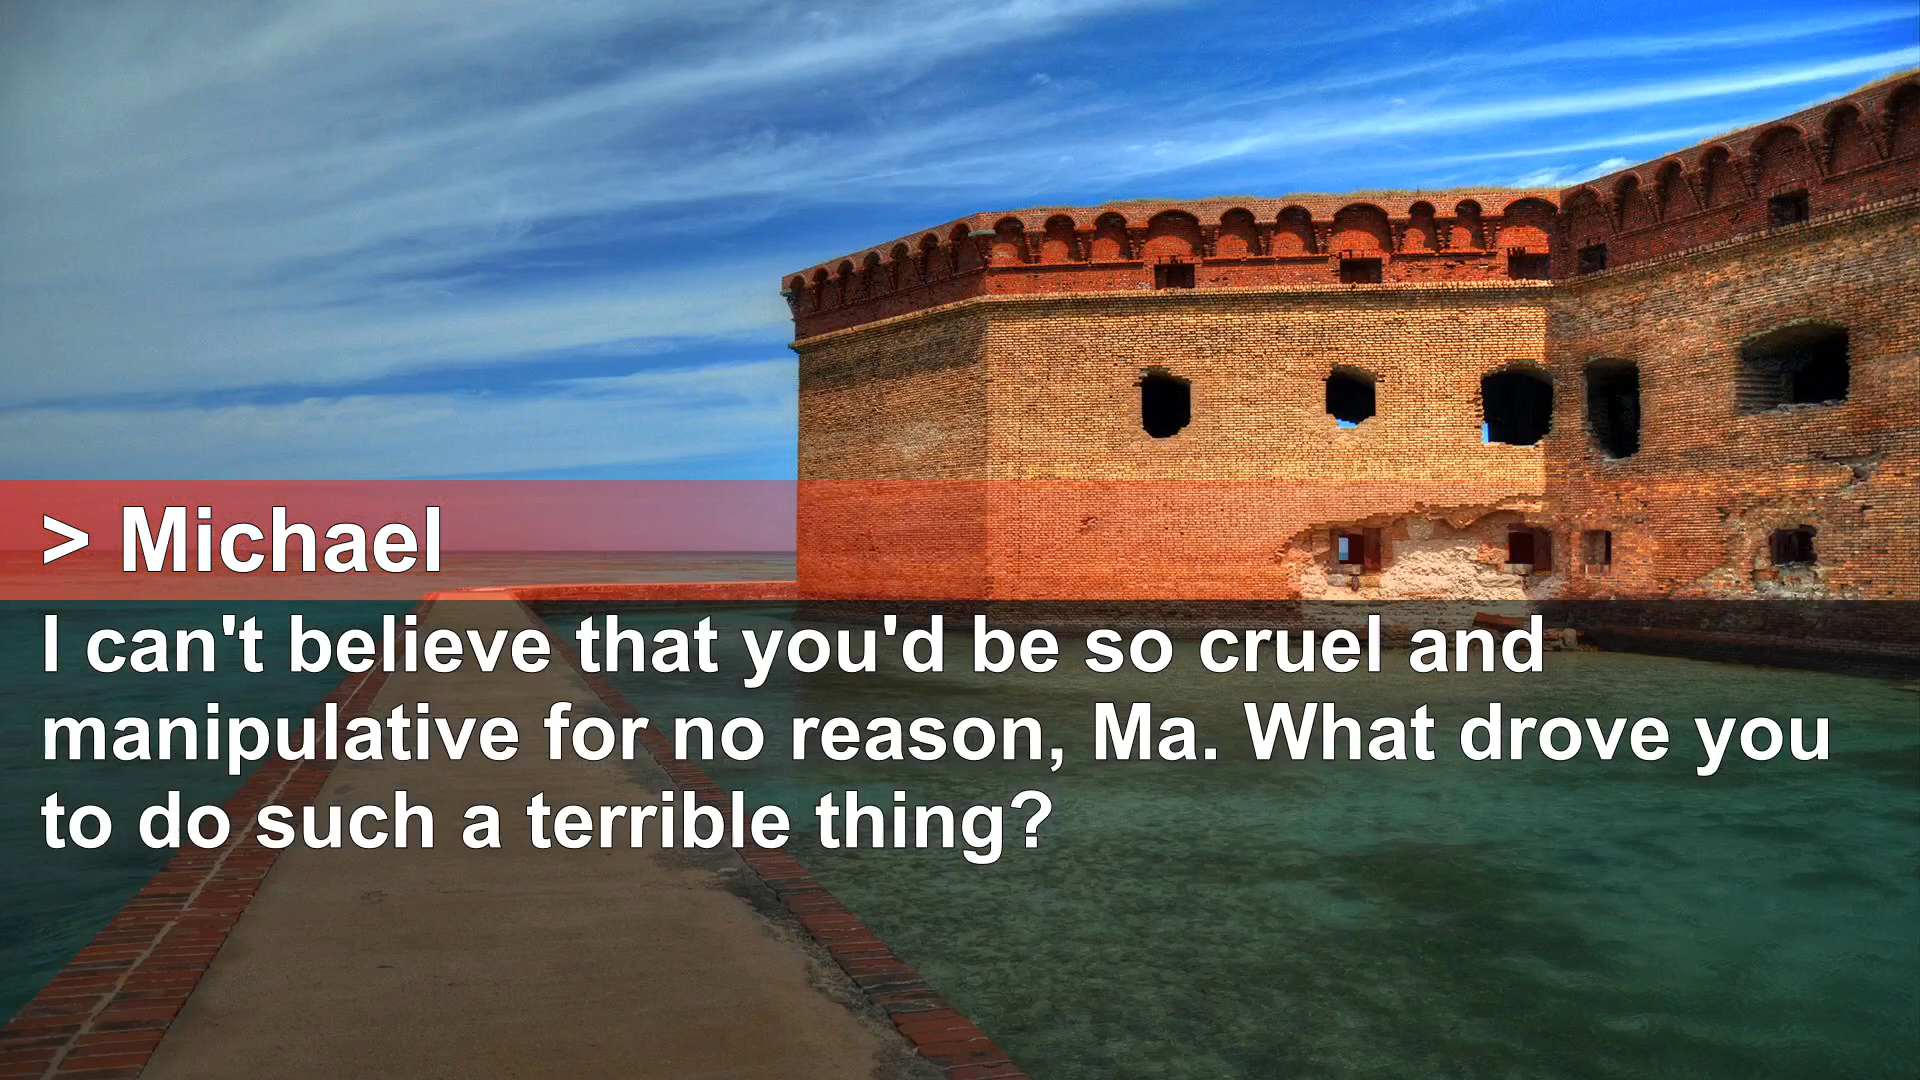 > Michael
I can't believe that you'd be so cruel and
manipulative for no reason, Ma. What drove you
to do such a terrible thing?